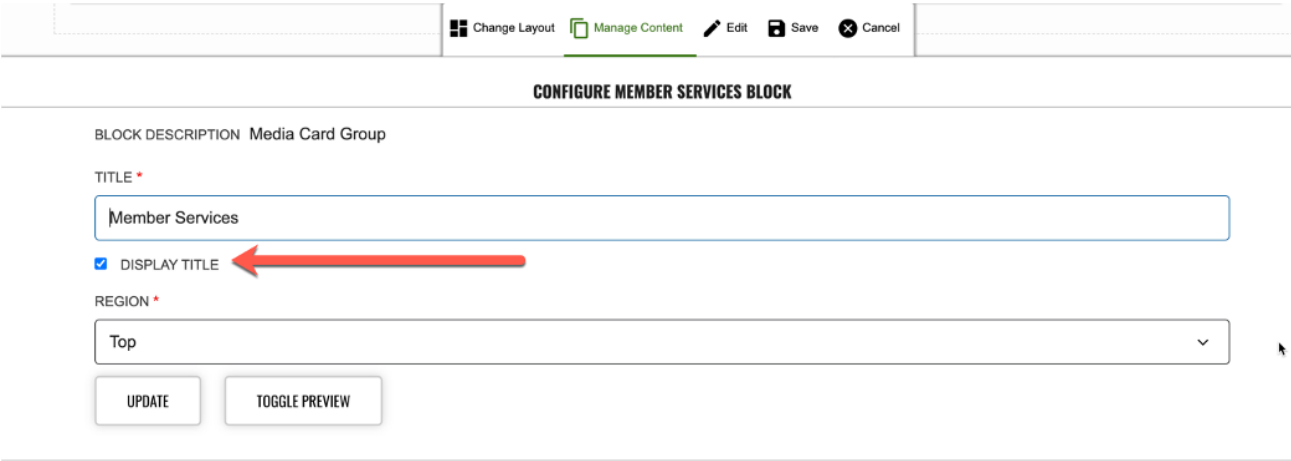 Change Layout Manage Content Edit Save Cancel
CONFIGURE MEMBER SERVICES BLOCK
BLOCK DESCRIPTION Media Card Group
TITLE *
Member Services
DISPLAY TITLE
REGION *
Top
UPDATE TOGGLE PREVIEW